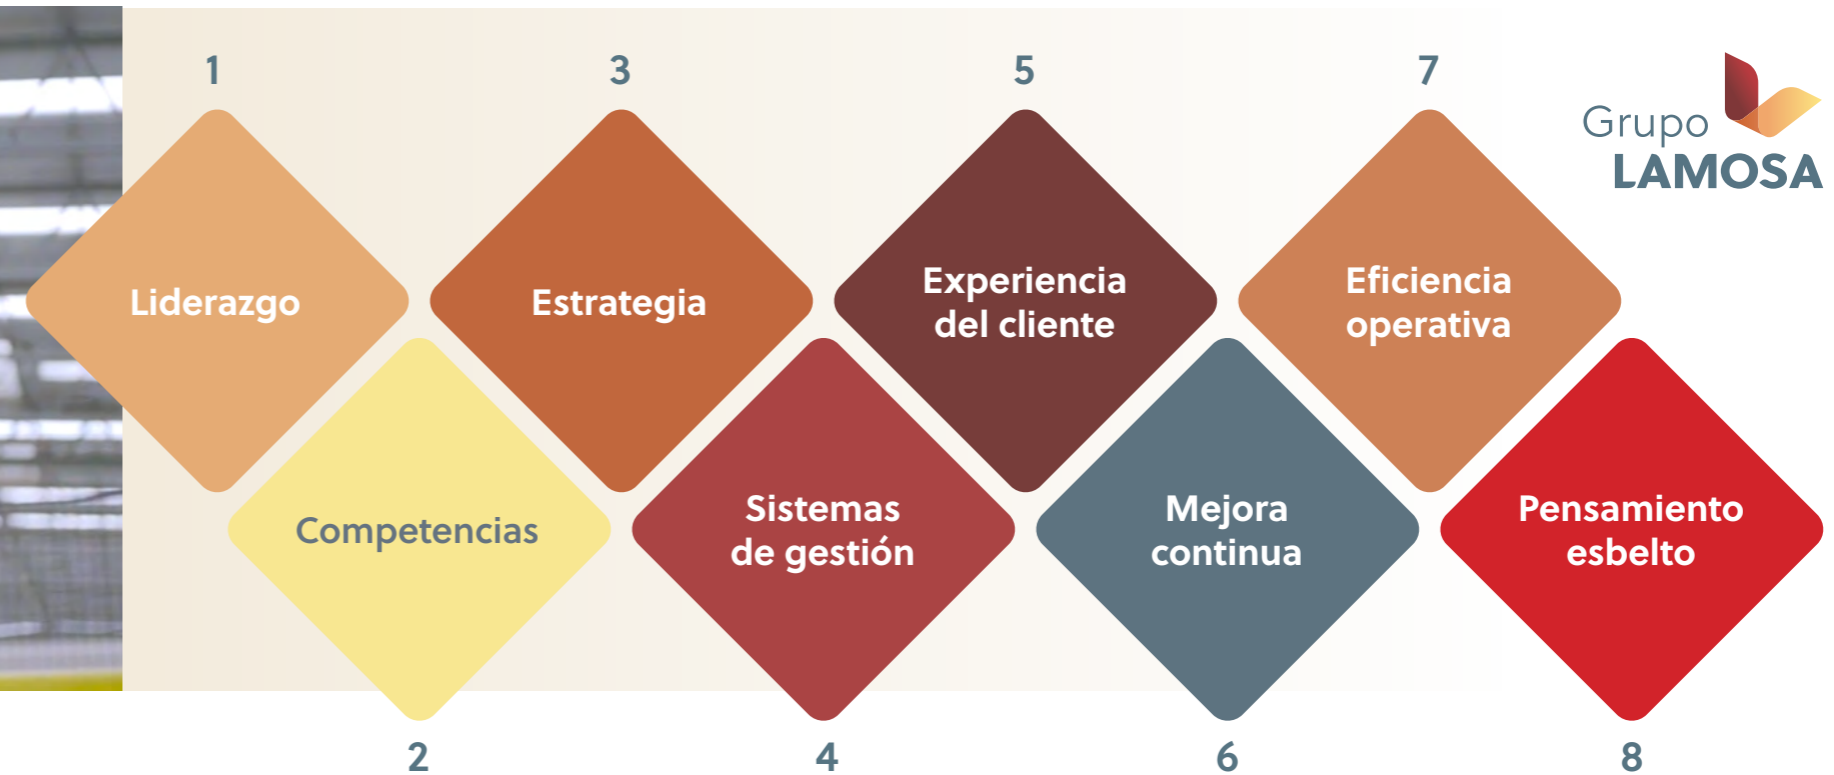 1
3
5
7
Grupo
LAMOSA
Liderazgo
Estrategia
Experiencia
del cliente
Eficiencia
operativa
Competencias
Sistemas
de gestión
Mejora
continua
Pensamiento
esbelto
2
4
6
8